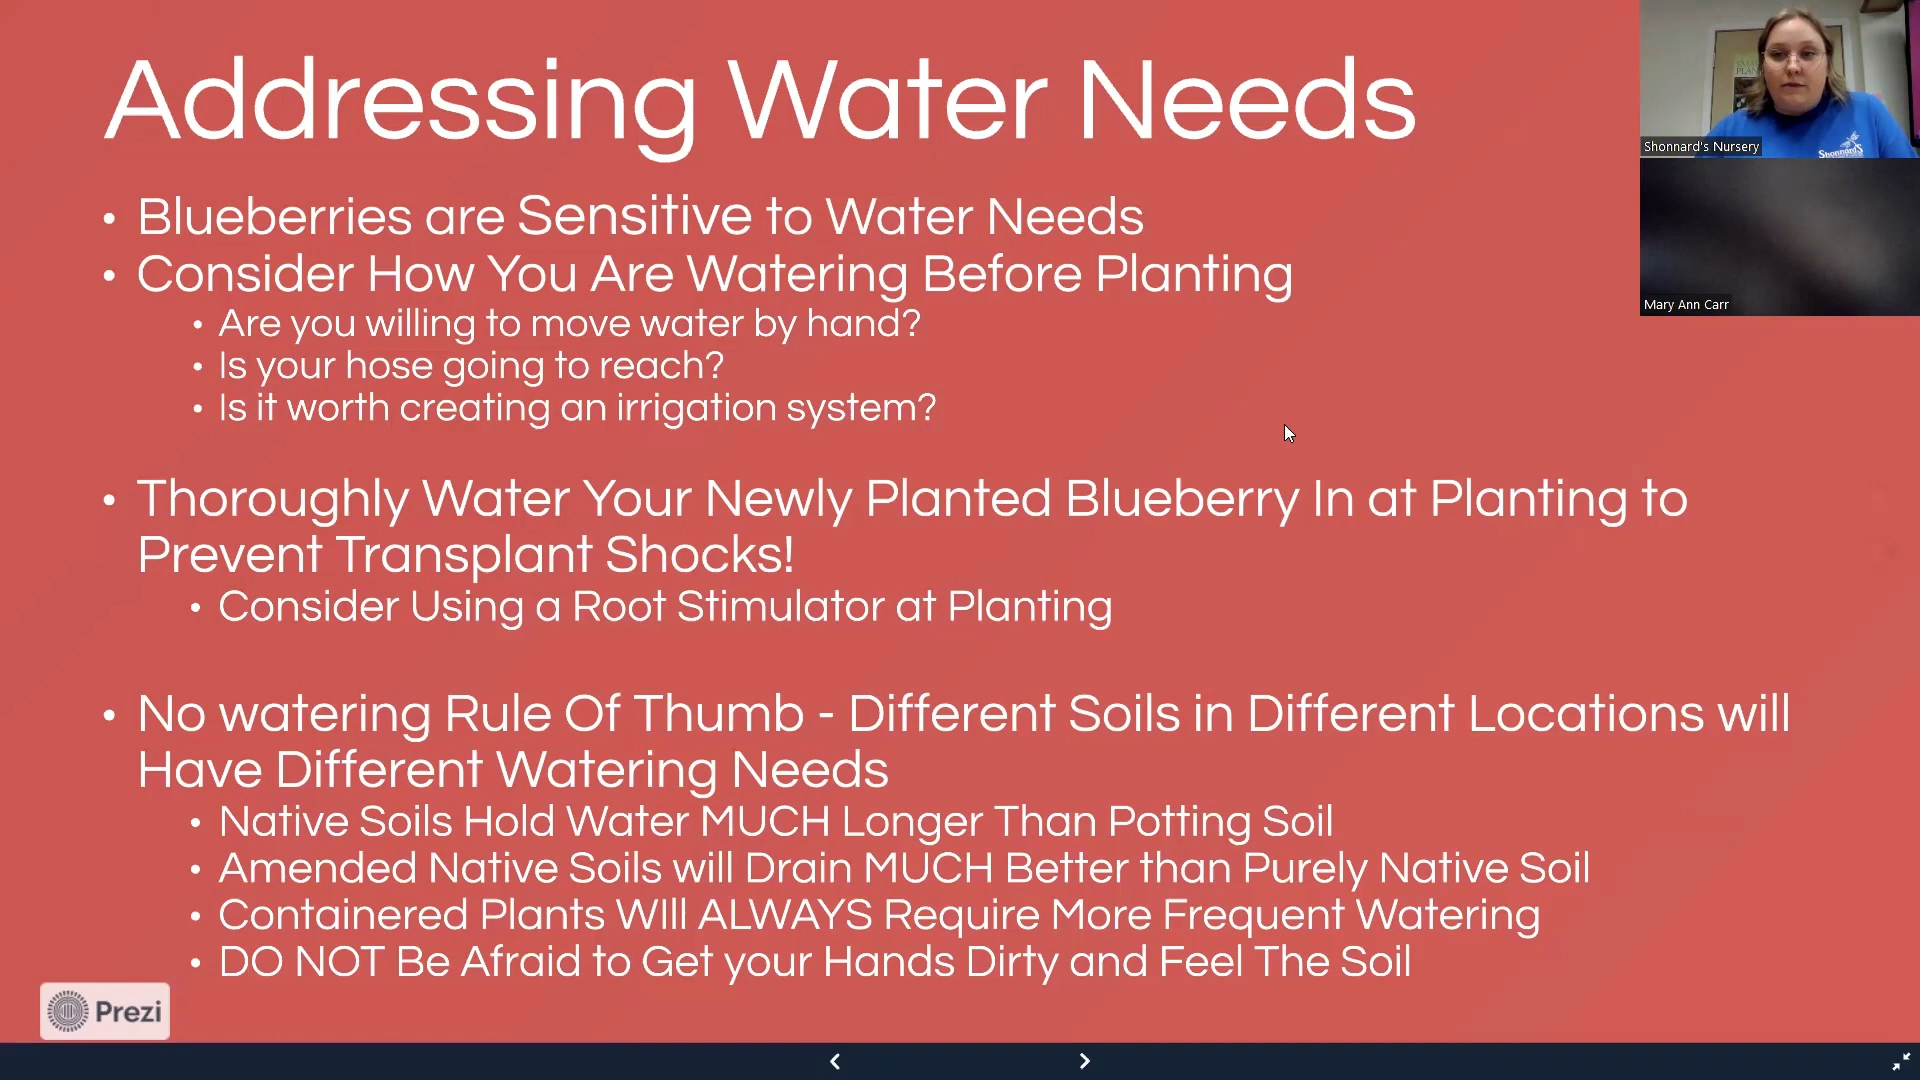 Addressing Water Needs
• Blueberries are Sensitive to Water Needs
• Consider How You Are Watering Before Planting
• Are you willing to move water by hand?
• Is your hose going to reach?
• Is it worth creating an irrigation system?
• Thoroughly Water Your Newly Planted Blueberry In at Planting to
Prevent Transplant Shocks!
• Consider Using a Root Stimulator at Planting
• No watering Rule Of Thumb - Different Soils in Different Locations will
Have Different Watering Needs
• Native Soils Hold Water MUCH Longer Than Potting Soil
• Amended Native Soils will Drain MUCH Better than Purely Native Soil
• Containered Plants WIll ALWAYS Require More Frequent Watering
• DO NOT Be Afraid to Get your Hands Dirty and Feel The Soil
Prezi
Shonnard's
Shonnard's Nursery
Mary Ann Carr